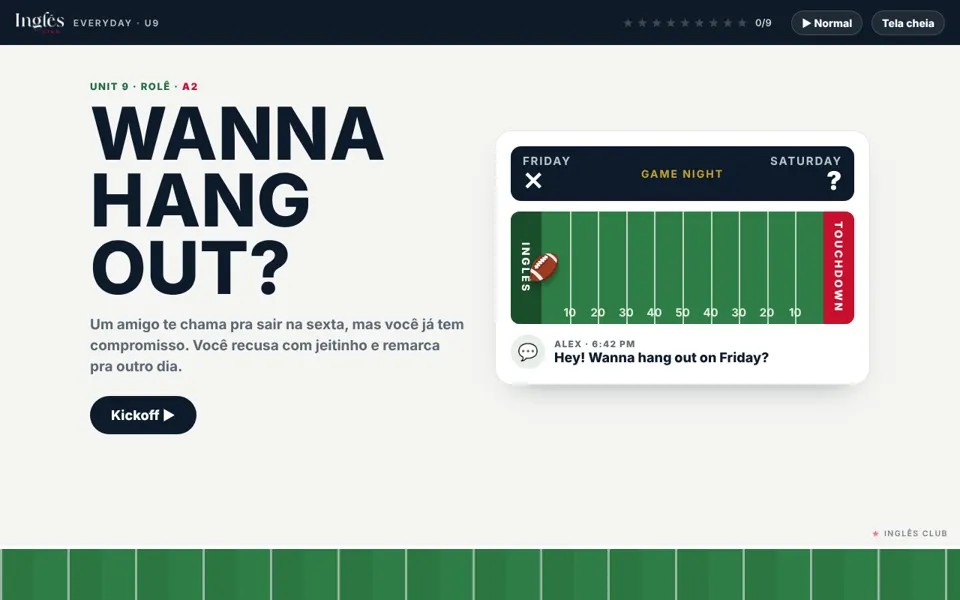 Inglês
Club
EVERYDAY · U9
★ ★ ★ ★ ★ ★ ★ ★ ★ 0/9
▶ Normal
Tela cheia
UNIT 9 · ROLÊ · A2
WANNA
HANG
OUT?
Um amigo te chama pra sair na sexta, mas você já tem
compromisso. Você recusa com jeitinho e remarca
pra outro dia.
Kickoff ▶
FRIDAY
✕
GAME NIGHT
SATURDAY
?
INGLES
10 20 30 40 50 40 30 20 10
TOUCHDOWN
ALEX · 6:42 PM
Hey! Wanna hang out on Friday?
★ INGLÊS CLUB